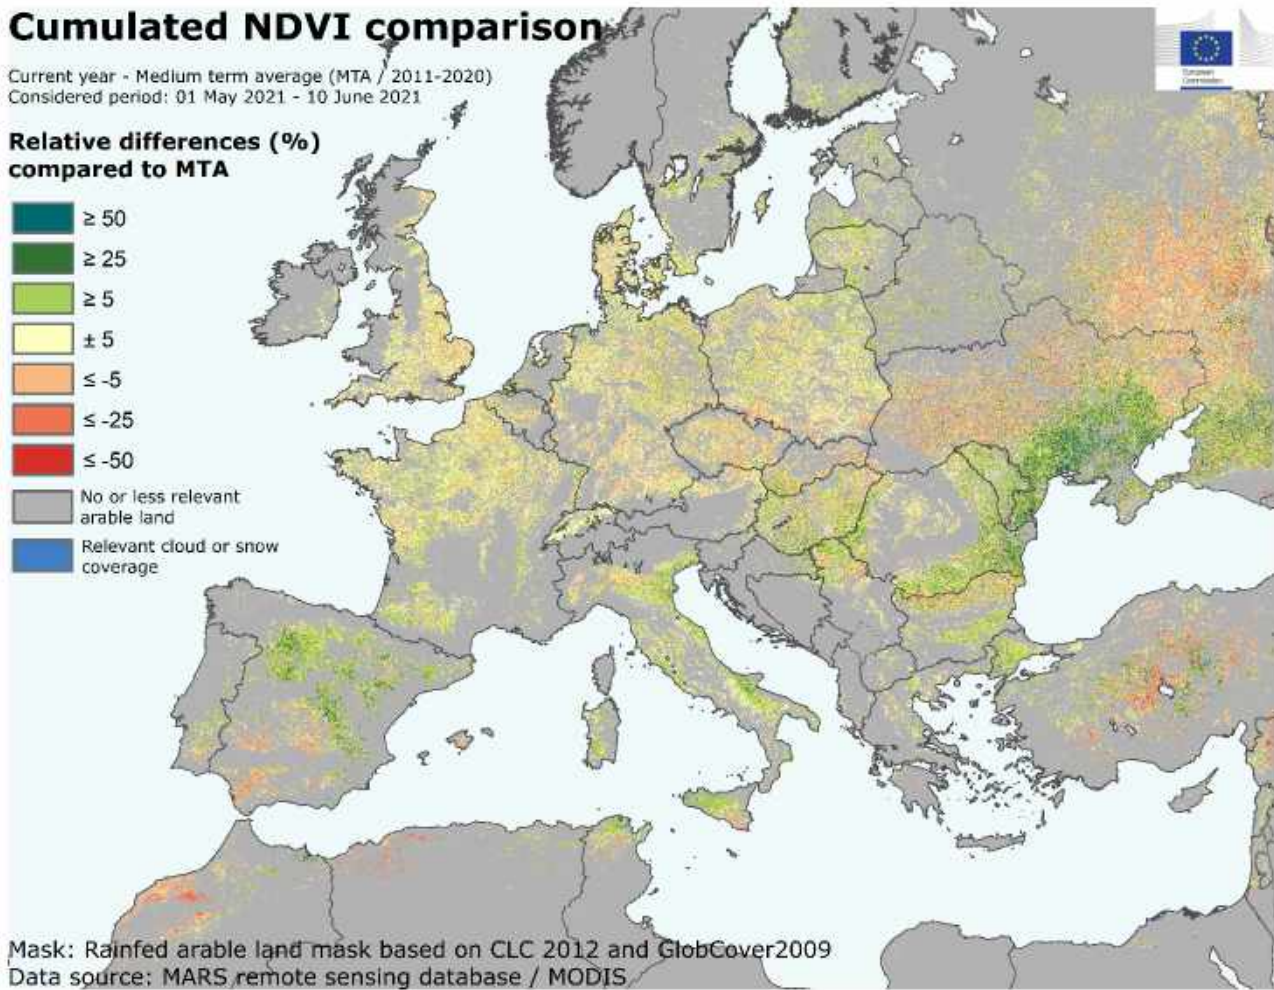 Cumulated NDVI comparison
Current year - Medium term average (MTA / 2011-2020)
Considered period: 01 May 2021 - 10 June 2021
Relative differences (%)
compared to MTA
≥ 50
≥ 25
≥ 5
± 5
≤ -5
≤ -25
≤ -50
No or less relevant
arable land
Relevant cloud or snow
coverage
European
Commission
Mask: Rainfed arable land mask based on CLC 2012 and GlobCover2009
Data source: MARS remote sensing database / MODIS